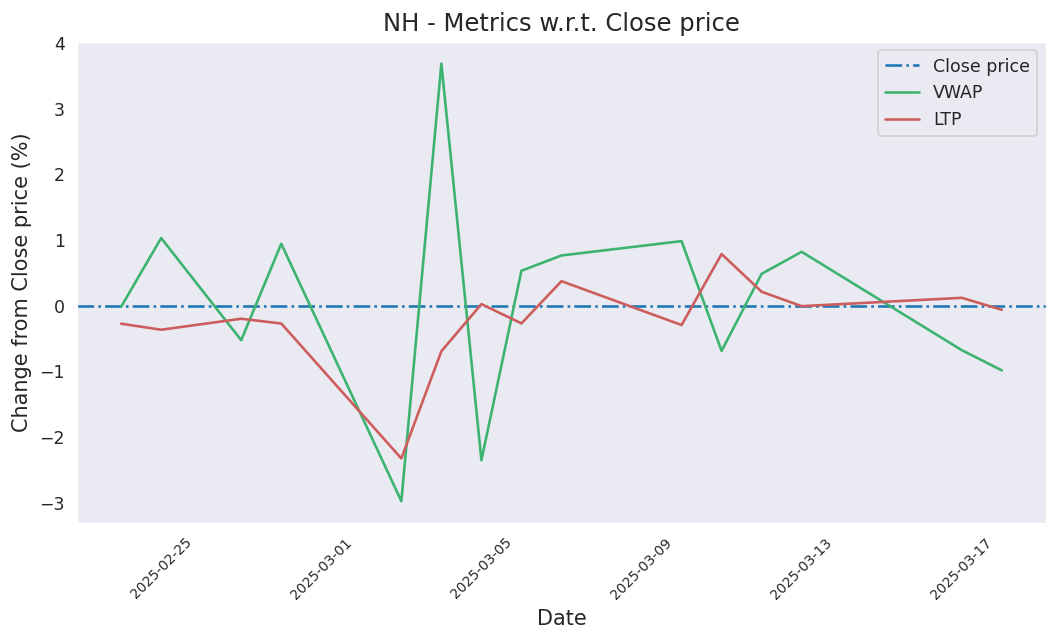 NH - Metrics w.r.t. Close price
Close price
VWAP
LTP
Change from Close price (%)
4
3
2
1
0
−1
−2
−3
2025-02-25
2025-03-01
2025-03-05
2025-03-09
2025-03-13
2025-03-17
Date